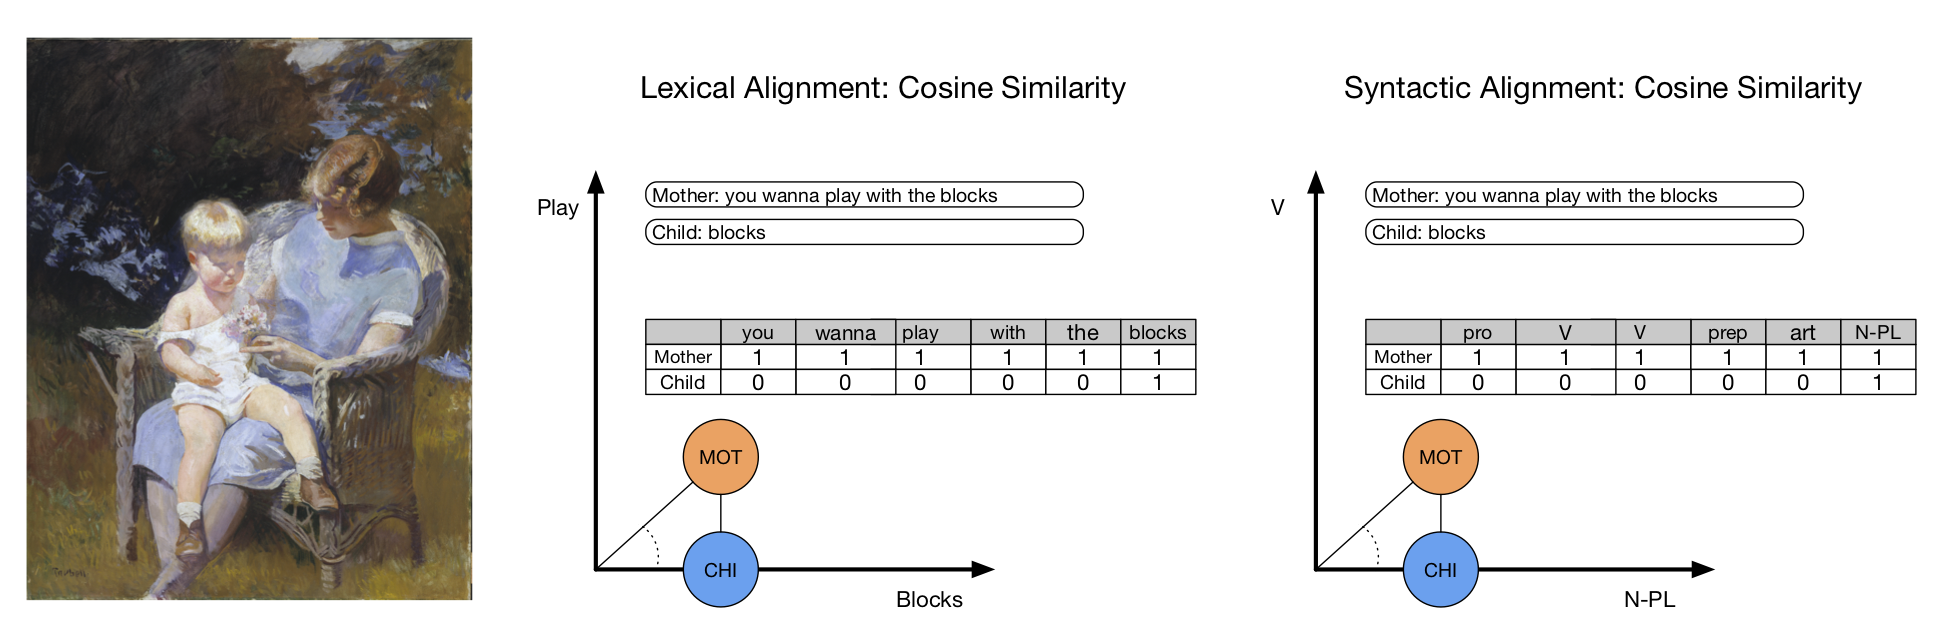 Lexical Alignment: Cosine Similarity
Play
Mother: you wanna play with the blocks
Child: blocks
you wanna play with the blocks
Mother 1 1 1 1 1 1
Child 0 0 0 0 0 1
MOT
CHI
Blocks
Syntactic Alignment: Cosine Similarity
V
Mother: you wanna play with the blocks
Child: blocks
pro V V prep art N-PL
Mother 1 1 1 1 1 1
Child 0 0 0 0 0 1
MOT
CHI
N-PL